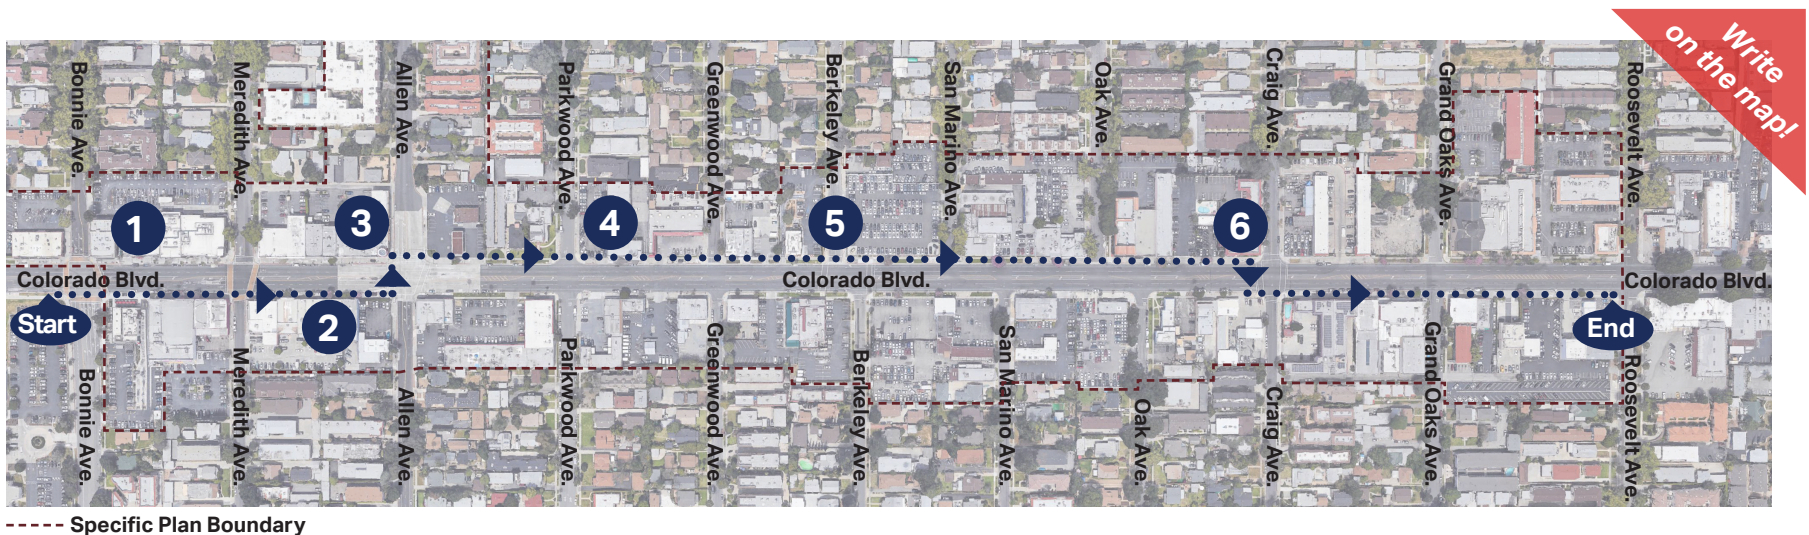 Write
on the map!
Bonnie Ave.
Meredith Ave.
Allen Ave.
Parkwood Ave.
Greenwood Ave.
Berkeley Ave.
San Marino Ave.
Oak Ave.
Craig Ave.
Grand Oaks Ave.
Roosevelt Ave.
1
3
4
5
6
Colorado Blvd.
Colorado Blvd.
Colorado Blvd.
Start
2
End
Bonnie Ave.
Meredith Ave.
Allen Ave.
Parkwood Ave.
Greenwood Ave.
Berkeley Ave.
San Marino Ave.
Oak Ave.
Craig Ave.
Grand Oaks Ave.
Roosevelt Ave.
Specific Plan Boundary